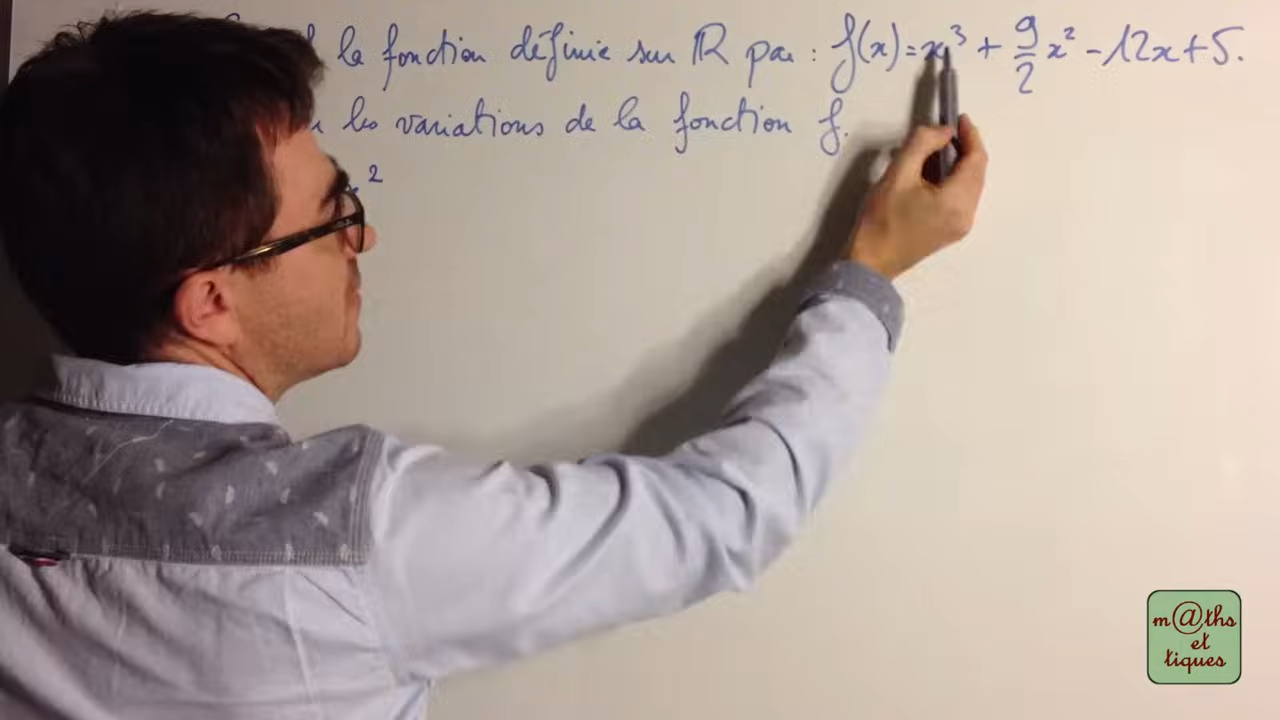 la fonction définie sur ℝ par : f(x) = x³ + 9/2 x² - 12x + 5.
les variations de la fonction f.
²
m@ths
et
tiques